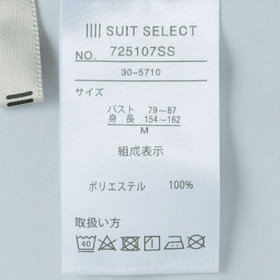 SUIT SELECT
NO. 725107SS
30-5710
サイズ
バスト 79~87
身長 154~162
M
組成表示
ポリエステル 100%
取扱い方
40